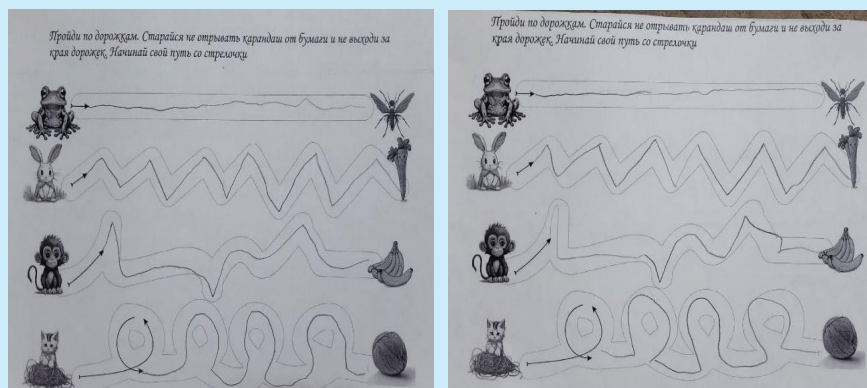 Пройди по дорожкам. Старайся не отрывать карандаш от бумаги и не выходи за
края дорожек. Начинай свой путь со стрелочки
Пройди по дорожкам. Старайся не отрывать карандаш от бумаги и не выходи за
края дорожек. Начинай свой путь со стрелочки